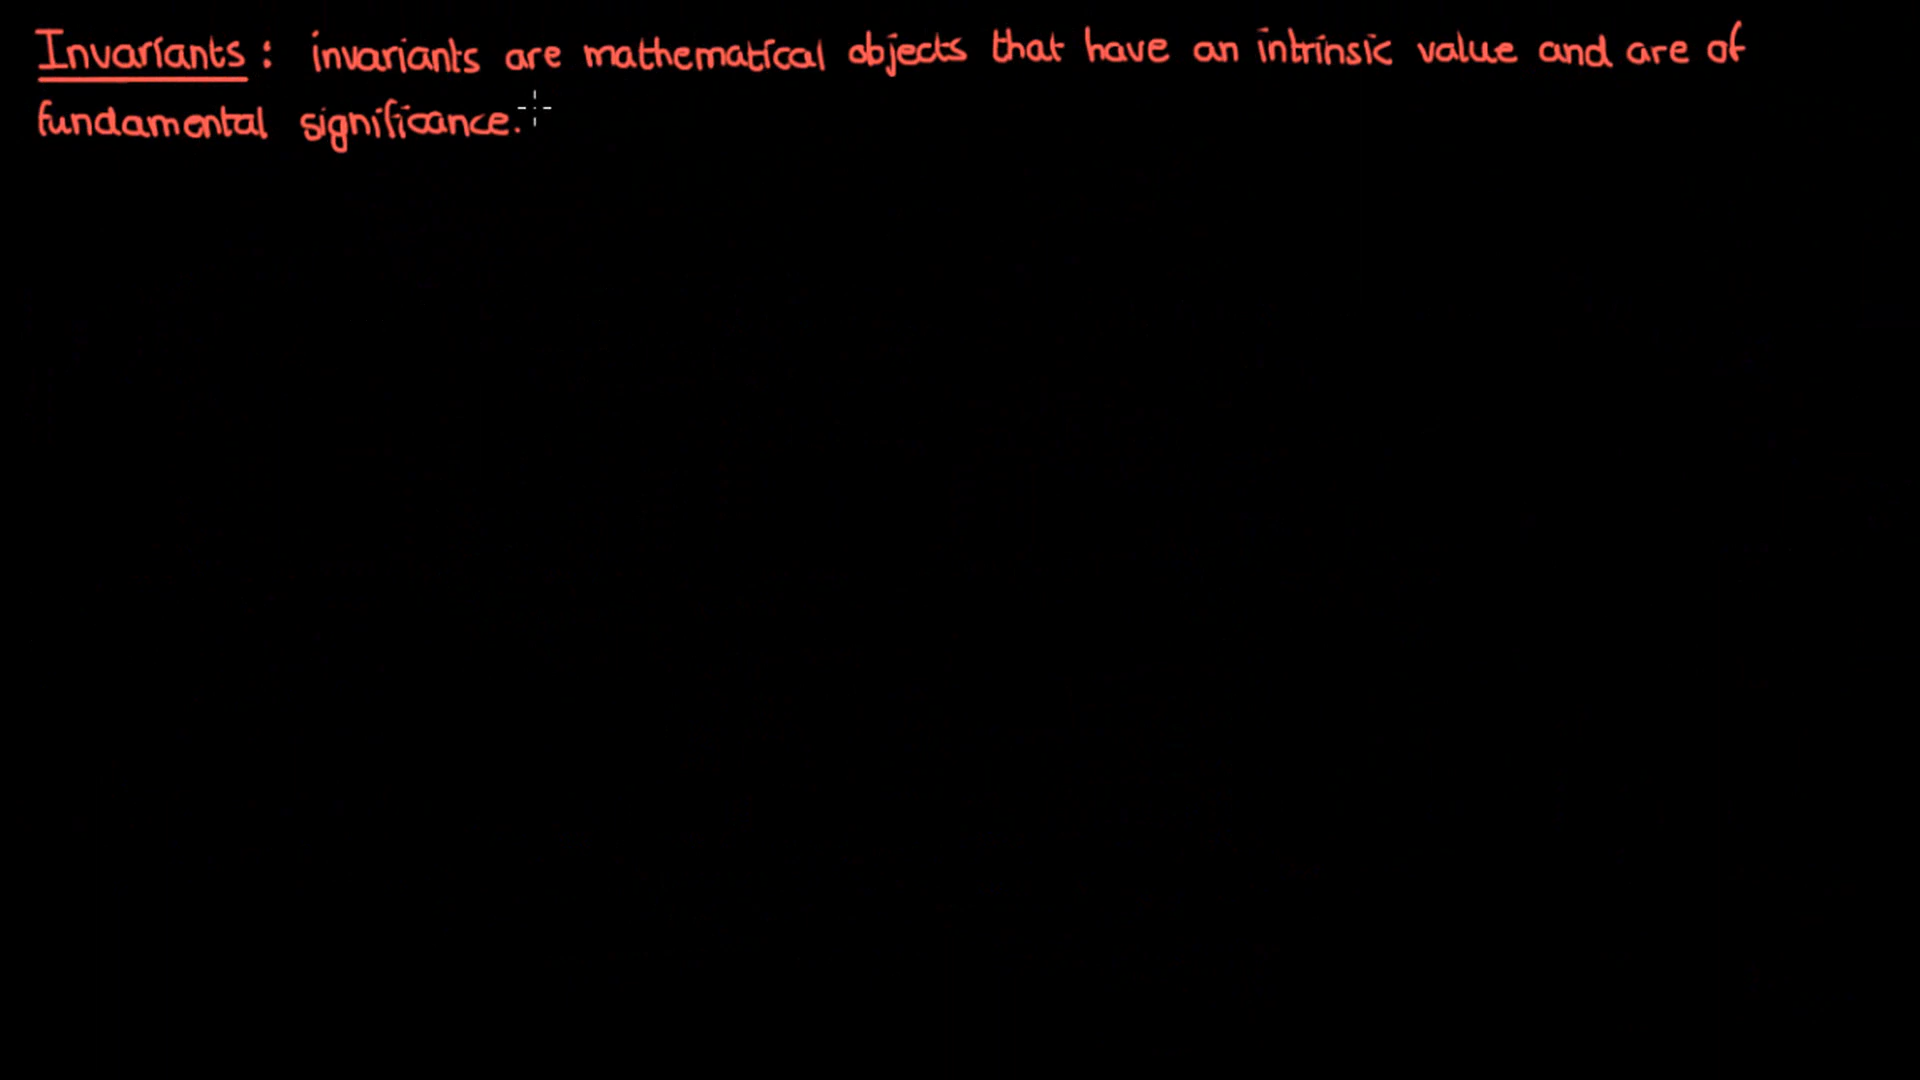 Invariants: invariants are mathematical objects that have an intrinsic value and are of
fundamental significance.